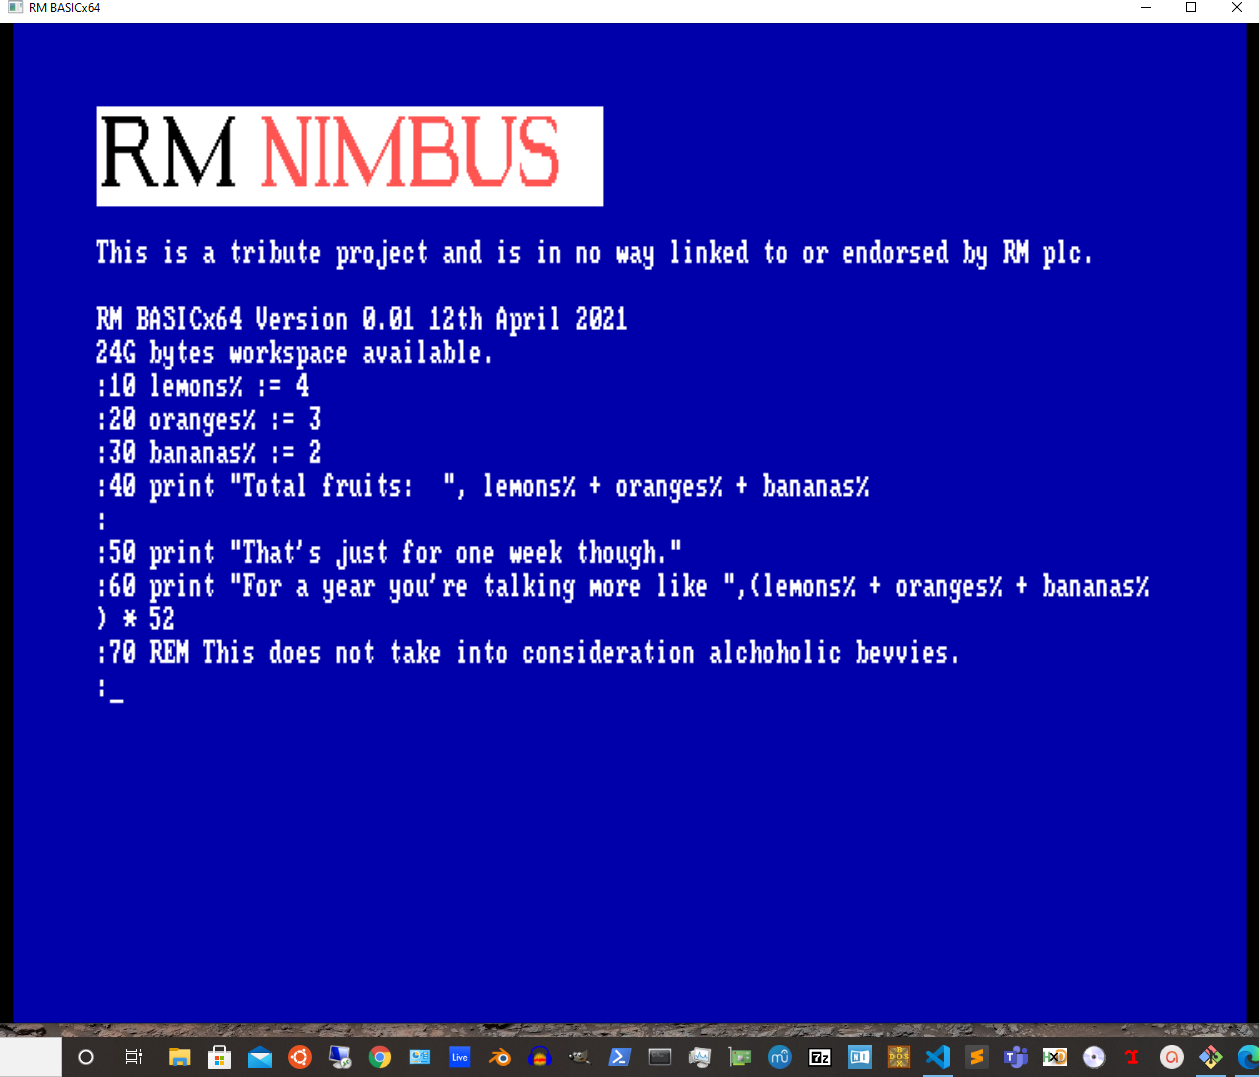 RM BASICx64
RM NIMBUS
This is a tribute project and is in no way linked to or endorsed by RM plc.
RM BASICx64 Version 0.01 12th April 2021
24G bytes workspace available.
:10 lemons% := 4
:20 oranges% := 3
:30 bananas% := 2
:40 print "Total fruits:  ", lemons% + oranges% + bananas%
:
:50 print "That's just for one week though."
:60 print "For a year you're talking more like ",(lemons% + oranges% + bananas%
) * 52
:70 REM This does not take into consideration alchoholic bevvies.
:_
Live
7z